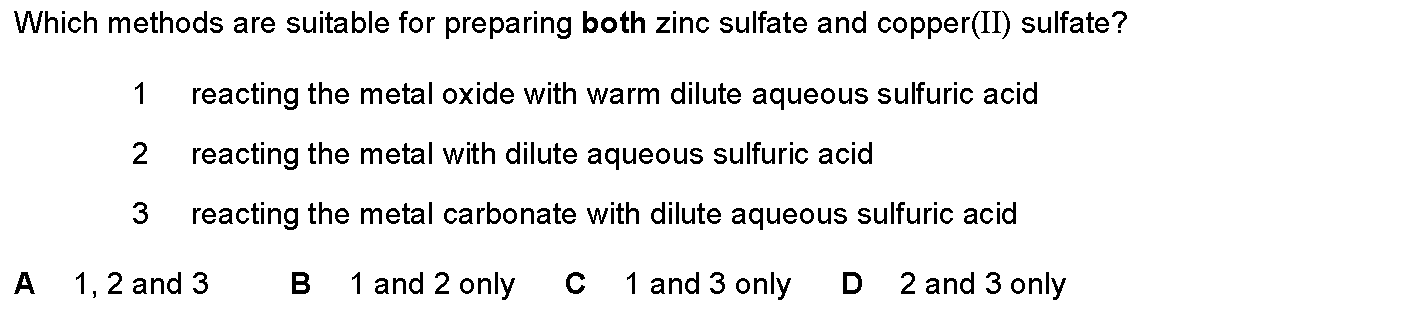 Which methods are suitable for preparing both zinc sulfate and copper(II) sulfate?
1 reacting the metal oxide with warm dilute aqueous sulfuric acid
2 reacting the metal with dilute aqueous sulfuric acid
3 reacting the metal carbonate with dilute aqueous sulfuric acid
A 1, 2 and 3 B 1 and 2 only C 1 and 3 only D 2 and 3 only